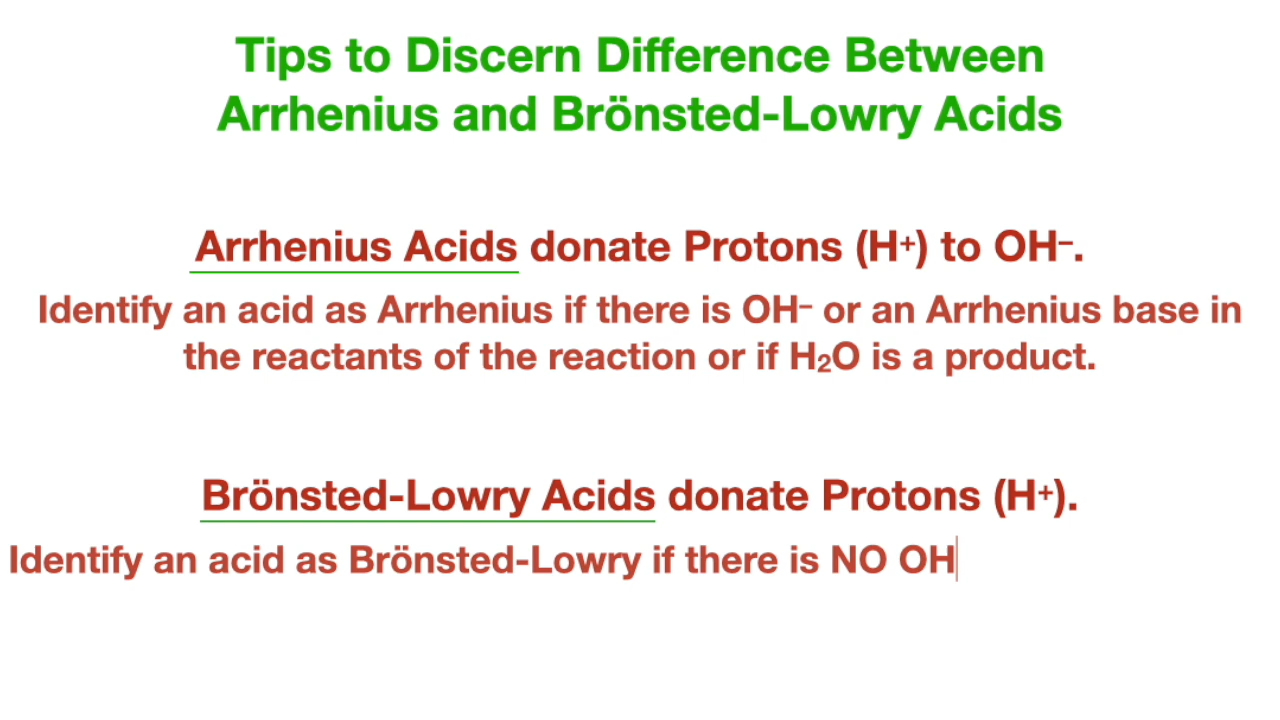 Tips to Discern Difference Between
Arrhenius and Brönsted-Lowry Acids
Arrhenius Acids donate Protons (H⁺) to OH⁻.
Identify an acid as Arrhenius if there is OH⁻ or an Arrhenius base in
the reactants of the reaction or if H₂O is a product.
Brönsted-Lowry Acids donate Protons (H⁺).
Identify an acid as Brönsted-Lowry if there is NO OH